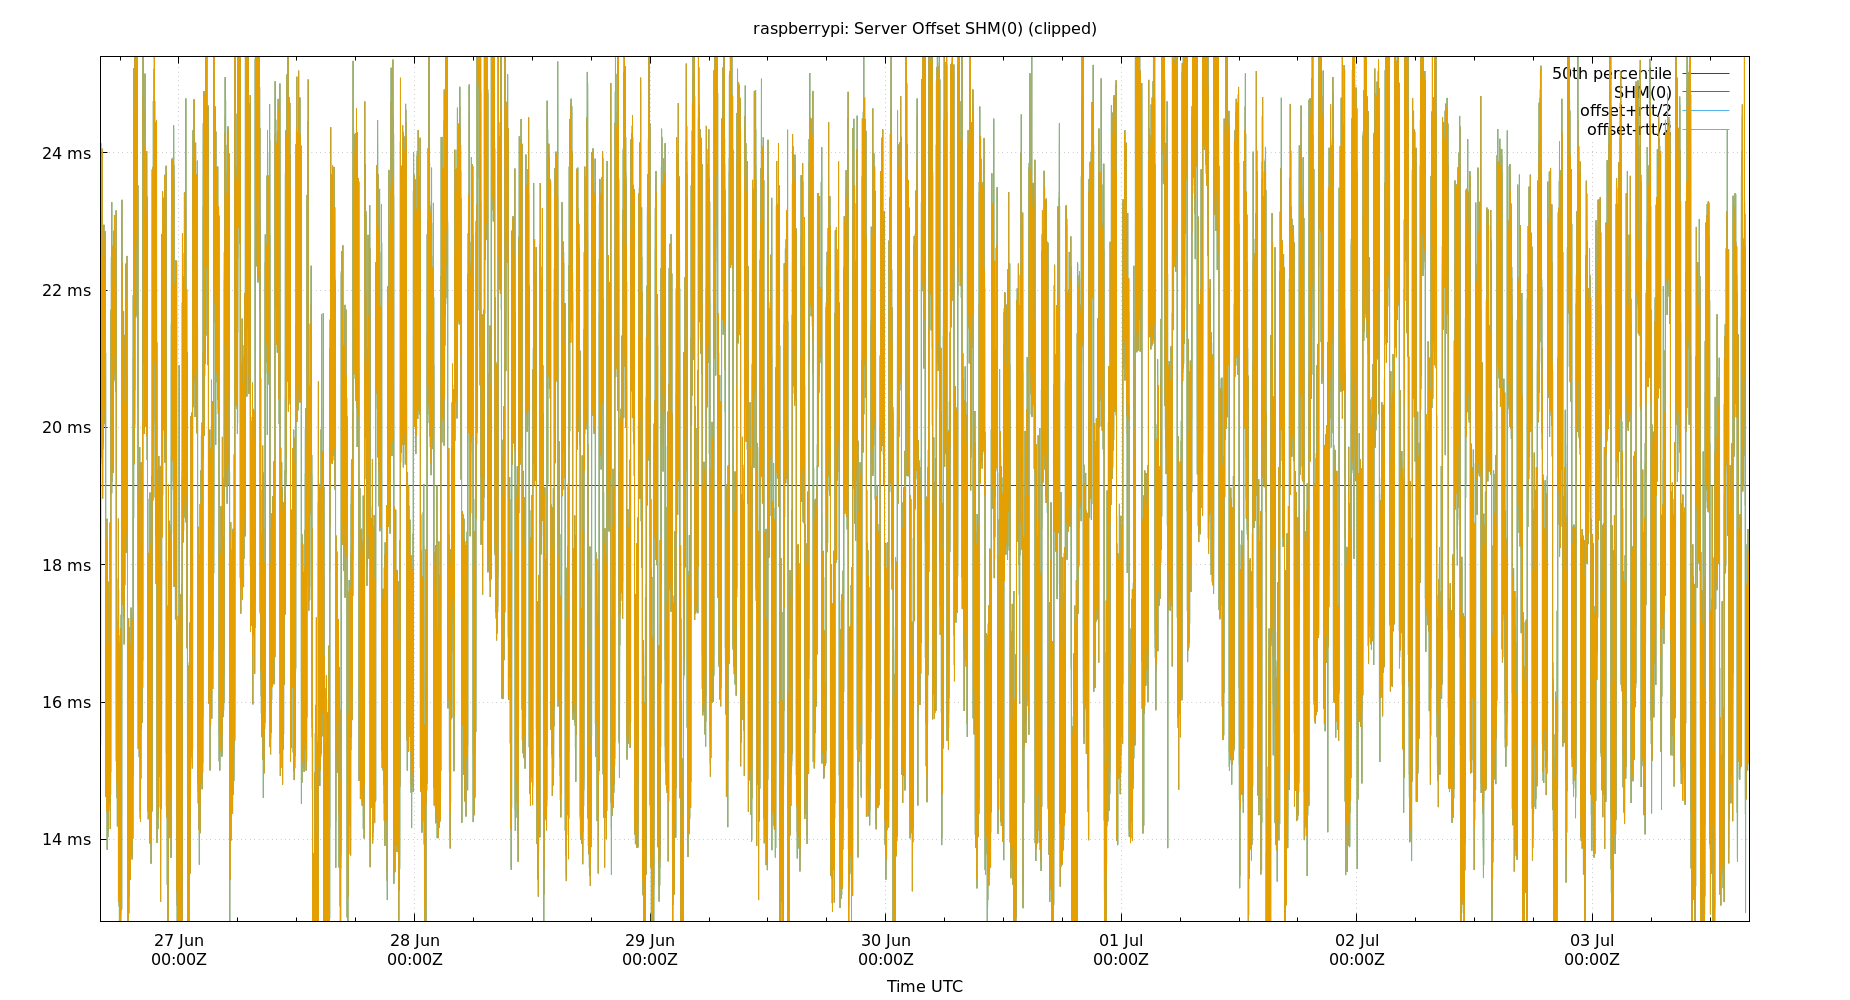 raspberrypi: Server Offset SHM(0) (clipped)
50th percentile
SHM(0)
offset+rtt/2
offset-rtt/2
24 ms
22 ms
20 ms
18 ms
16 ms
14 ms
27 Jun 28 Jun 29 Jun 30 Jun 01 Jul 02 Jul 03 Jul
00:00Z 00:00Z 00:00Z 00:00Z 00:00Z 00:00Z 00:00Z
Time UTC